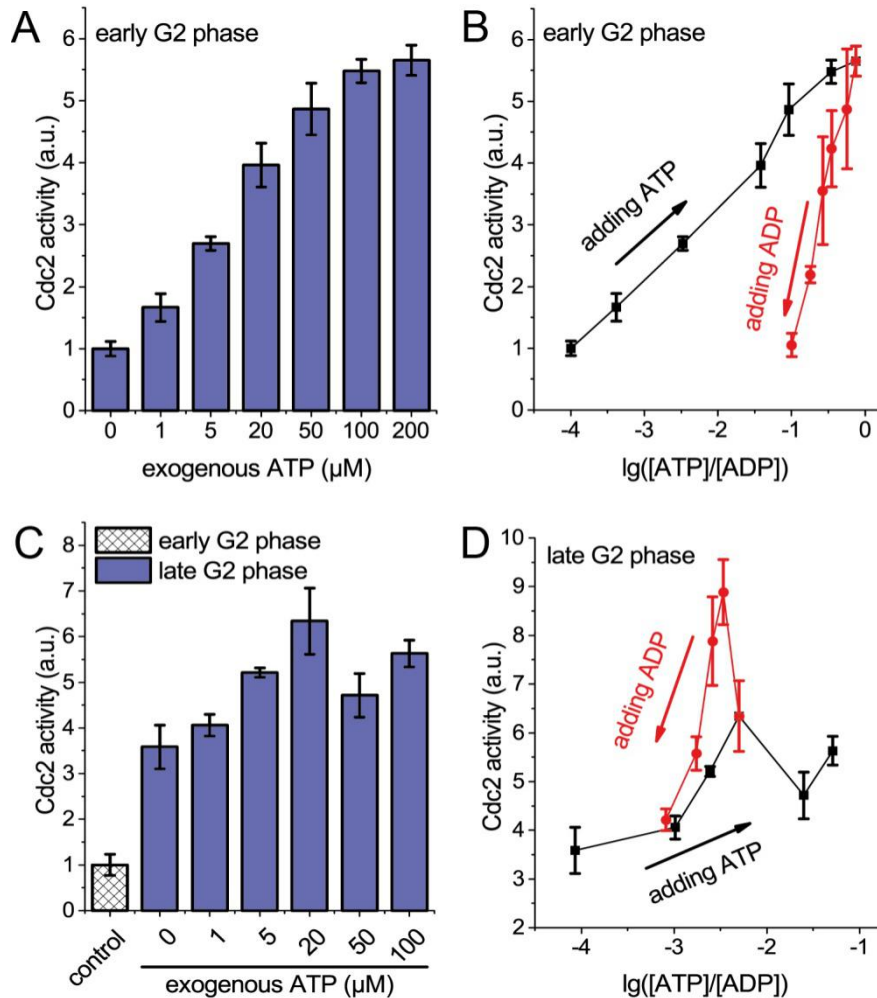 A
early G2 phase
Cdc2 activity (a.u.)
6
5
4
3
2
1
0
0 1 5 20 50 100 200
exogenous ATP (µM)
B
early G2 phase
Cdc2 activity (a.u.)
6
5
4
3
2
1
0
adding ATP
adding ADP
-4 -3 -2 -1 0
lg([ATP]/[ADP])
C
early G2 phase
late G2 phase
Cdc2 activity (a.u.)
8
7
6
5
4
3
2
1
0
control 0 1 5 20 50 100
exogenous ATP (µM)
D
late G2 phase
Cdc2 activity (a.u.)
10
9
8
7
6
5
4
3
2
adding ADP
adding ATP
-4 -3 -2 -1
lg([ATP]/[ADP])